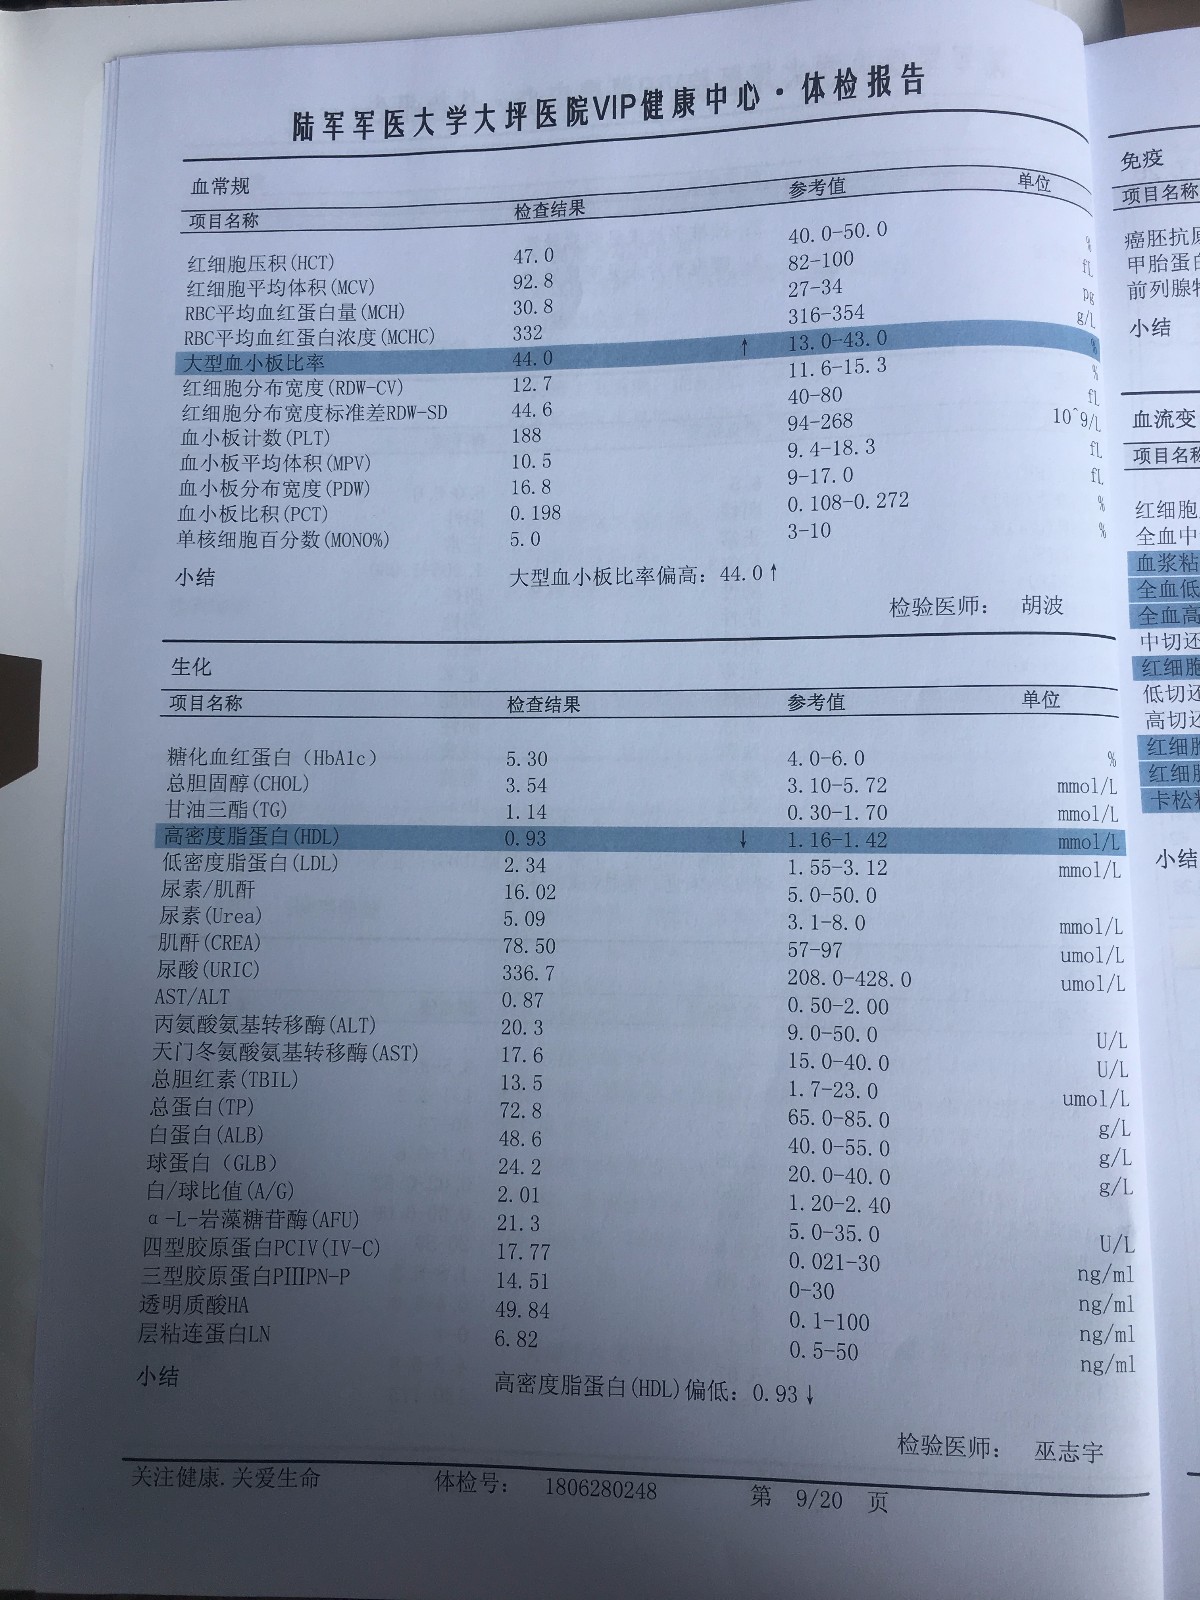 陆军军医大学大坪医院VIP健康中心·体检报告
血常规
项目名称 检查结果 参考值 单位
红细胞压积(HCT) 47.0 40.0-50.0 %
红细胞平均体积(MCV) 92.8 82-100 fL
RBC平均血红蛋白量(MCH) 30.8 27-34 pg
RBC平均血红蛋白浓度(MCHC) 332 316-354 g/L
大型血小板比率 44.0 ↑ 13.0-43.0 %
红细胞分布宽度(RDW-CV) 12.7 11.6-15.3 %
红细胞分布宽度标准差RDW-SD 44.6 40-80 fL
血小板计数(PLT) 188 94-268 10^9/L
血小板平均体积(MPV) 10.5 9.4-18.3 fL
血小板分布宽度(PDW) 16.8 9-17.0 fL
血小板比积(PCT) 0.198 0.108-0.272 %
单核细胞百分数(MONO%) 5.0 3-10 %
小结 大型血小板比率偏高: 44.0↑
检验医师: 胡波
生化
项目名称 检查结果 参考值 单位
糖化血红蛋白（HbA1c） 5.30 4.0-6.0 %
总胆固醇(CHOL) 3.54 3.10-5.72 mmol/L
甘油三酯(TG) 1.14 0.30-1.70 mmol/L
高密度脂蛋白(HDL) 0.93 ↓ 1.16-1.42 mmol/L
低密度脂蛋白(LDL) 2.34 1.55-3.12 mmol/L
尿素/肌酐 16.02 5.0-50.0
尿素(Urea) 5.09 3.1-8.0 mmol/L
肌酐(CREA) 78.50 57-97 umol/L
尿酸(URIC) 336.7 208.0-428.0 umol/L
AST/ALT 0.87 0.50-2.00
丙氨酸氨基转移酶(ALT) 20.3 9.0-50.0 U/L
天门冬氨酸氨基转移酶(AST) 17.6 15.0-40.0 U/L
总胆红素(TBIL) 13.5 1.7-23.0 umol/L
总蛋白(TP) 72.8 65.0-85.0 g/L
白蛋白(ALB) 48.6 40.0-55.0 g/L
球蛋白（GLB） 24.2 20.0-40.0 g/L
白/球比值(A/G) 2.01 1.20-2.40
α-L-岩藻糖苷酶(AFU) 21.3 5.0-35.0 U/L
四型胶原蛋白PCIV(IV-C) 17.77 0.021-30 ng/ml
三型胶原蛋白PⅢPN-P 14.51 0-30 ng/ml
透明质酸HA 49.84 0.1-100 ng/ml
层粘连蛋白LN 6.82 0.5-50 ng/ml
小结 高密度脂蛋白(HDL)偏低: 0.93↓
检验医师: 巫志宇
关注健康.关爱生命 体检号: 1806280248 第 9/20 页
免疫
项目名称
癌胚抗原
甲胎蛋白
前列腺特
小结
血流变
项目名称
红细胞
全血中
血浆粘
全血低
全血高
中切还
红细胞
低切还
高切还
红细胞
红细胞
卡松粘
小结